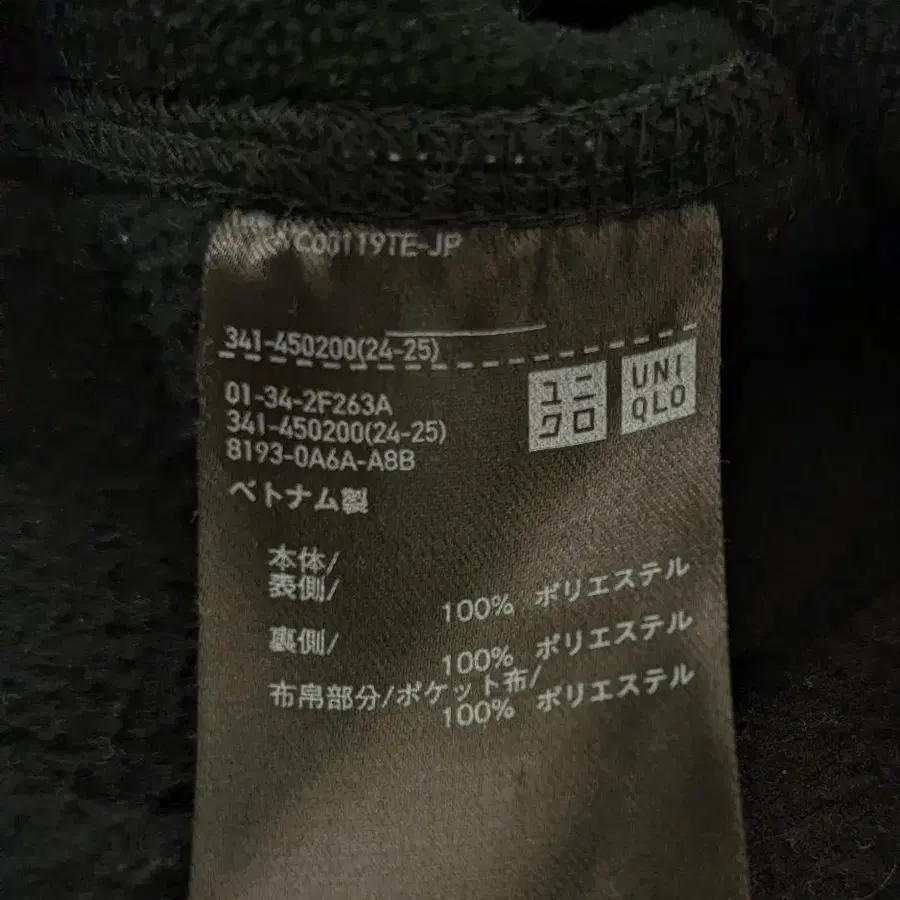 C00119TE-JP
341-450200(24-25)
01-34-2F263A
341-450200(24-25)
8193-0A6A-A8B
ユニ
クロ
UNI
QLO
ベトナム製
本体/
表側/
100% ポリエステル
裏側/
100% ポリエステル
布帛部分/ポケット布/
100% ポリエステル